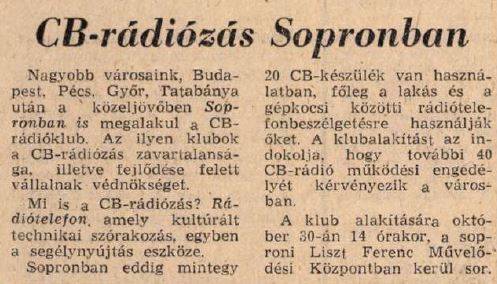 CB-rádiózás Sopronban
Nagyobb városaink, Buda-
pest, Pécs, Győr, Tatabánya
után a közeljövőben Sop-
ronban is megalakul a CB-
rádióklub. Az ilyen klubok
a CB-rádiózás zavartalansá-
ga, illetve fejlődése felett
vállalnak védnökséget.
Mi is a CB-rádiózás? Rá-
diótelefon, amely kultúrált
technikai szórakozás, egyben
a segélynyújtás eszköze.
Sopronban eddig mintegy
20 CB-készülék van haszná-
latban, főleg a lakás és a
gépkocsi közötti rádiótele-
fonbeszélgetésre használják
őket. A klubalakítást az in-
dokolja, hogy további 40
CB-rádió működési engedé-
lyét kérvényezik a város-
ban.
A klub alakítására októ-
ber 30-án 14 órakor, a sop-
roni Liszt Ferenc Művelő-
dési Központban kerül sor.